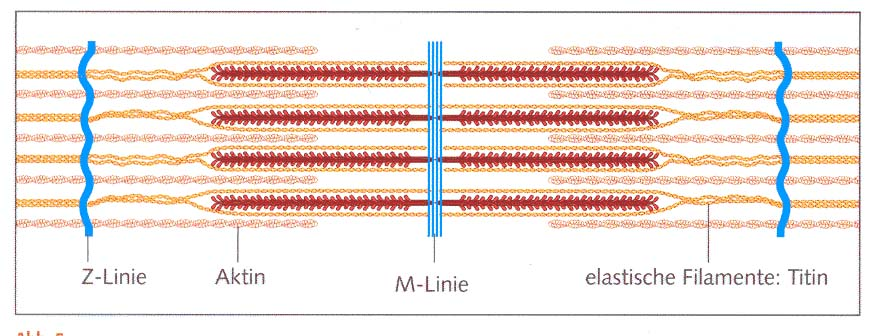 Z-Linie
Aktin
M-Linie
elastische Filamente: Titin